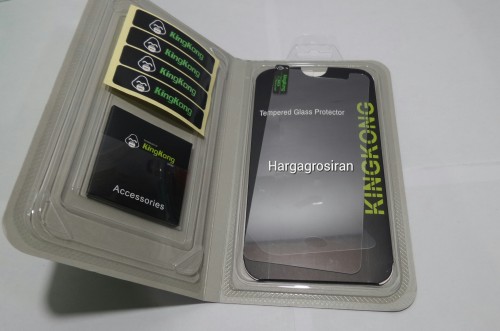 KingKong
KingKong
KingKong
KingKong
KingKong
Accessories
Tempered Glass Protector
Hargagrosiran
KINGKONG